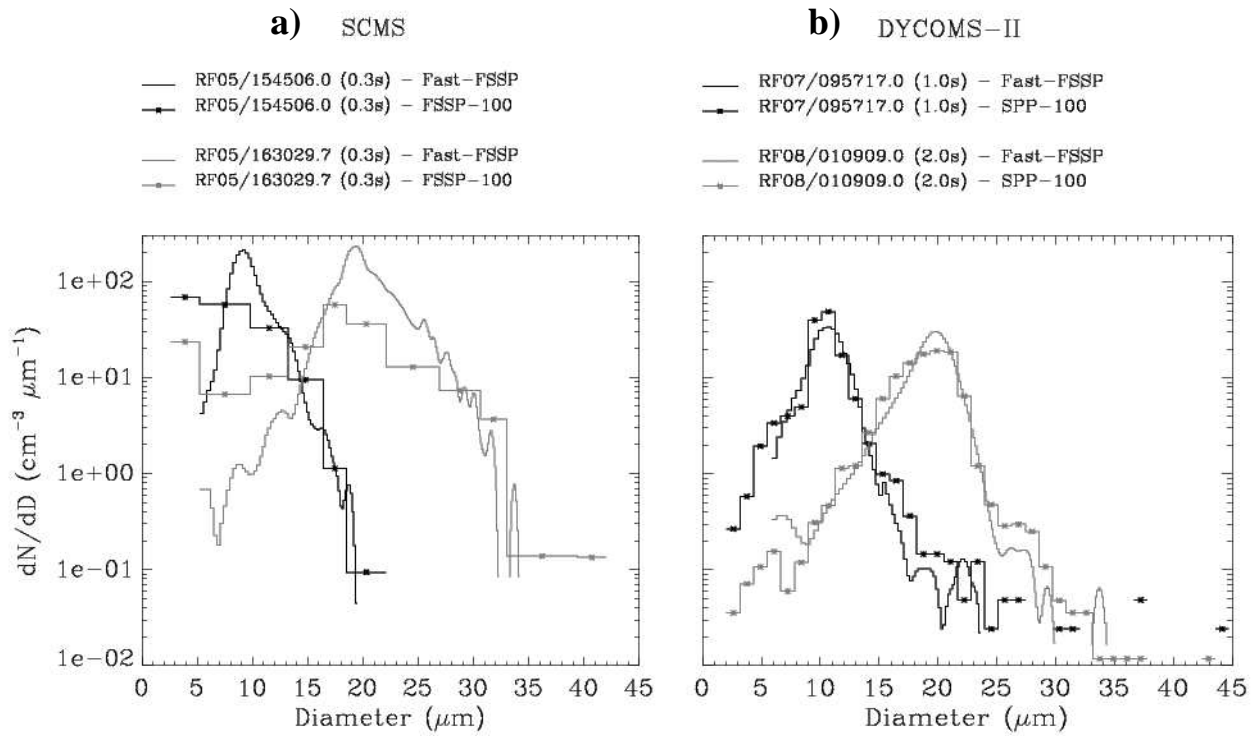 a) SCMS
RF05/154506.0 (0.3s) − Fast−FSSP
RF05/154506.0 (0.3s) − FSSP−100
RF05/163029.7 (0.3s) − Fast−FSSP
RF05/163029.7 (0.3s) − FSSP−100
dN/dD (cm⁻³ μm⁻¹)
1e+02
1e+01
1e+00
1e−01
1e−02
0 5 10 15 20 25 30 35 40 45
Diameter (μm)
b) DYCOMS−II
RF07/095717.0 (1.0s) − Fast−FSSP
RF07/095717.0 (1.0s) − SPP−100
RF08/010909.0 (2.0s) − Fast−FSSP
RF08/010909.0 (2.0s) − SPP−100
0 5 10 15 20 25 30 35 40 45
Diameter (μm)